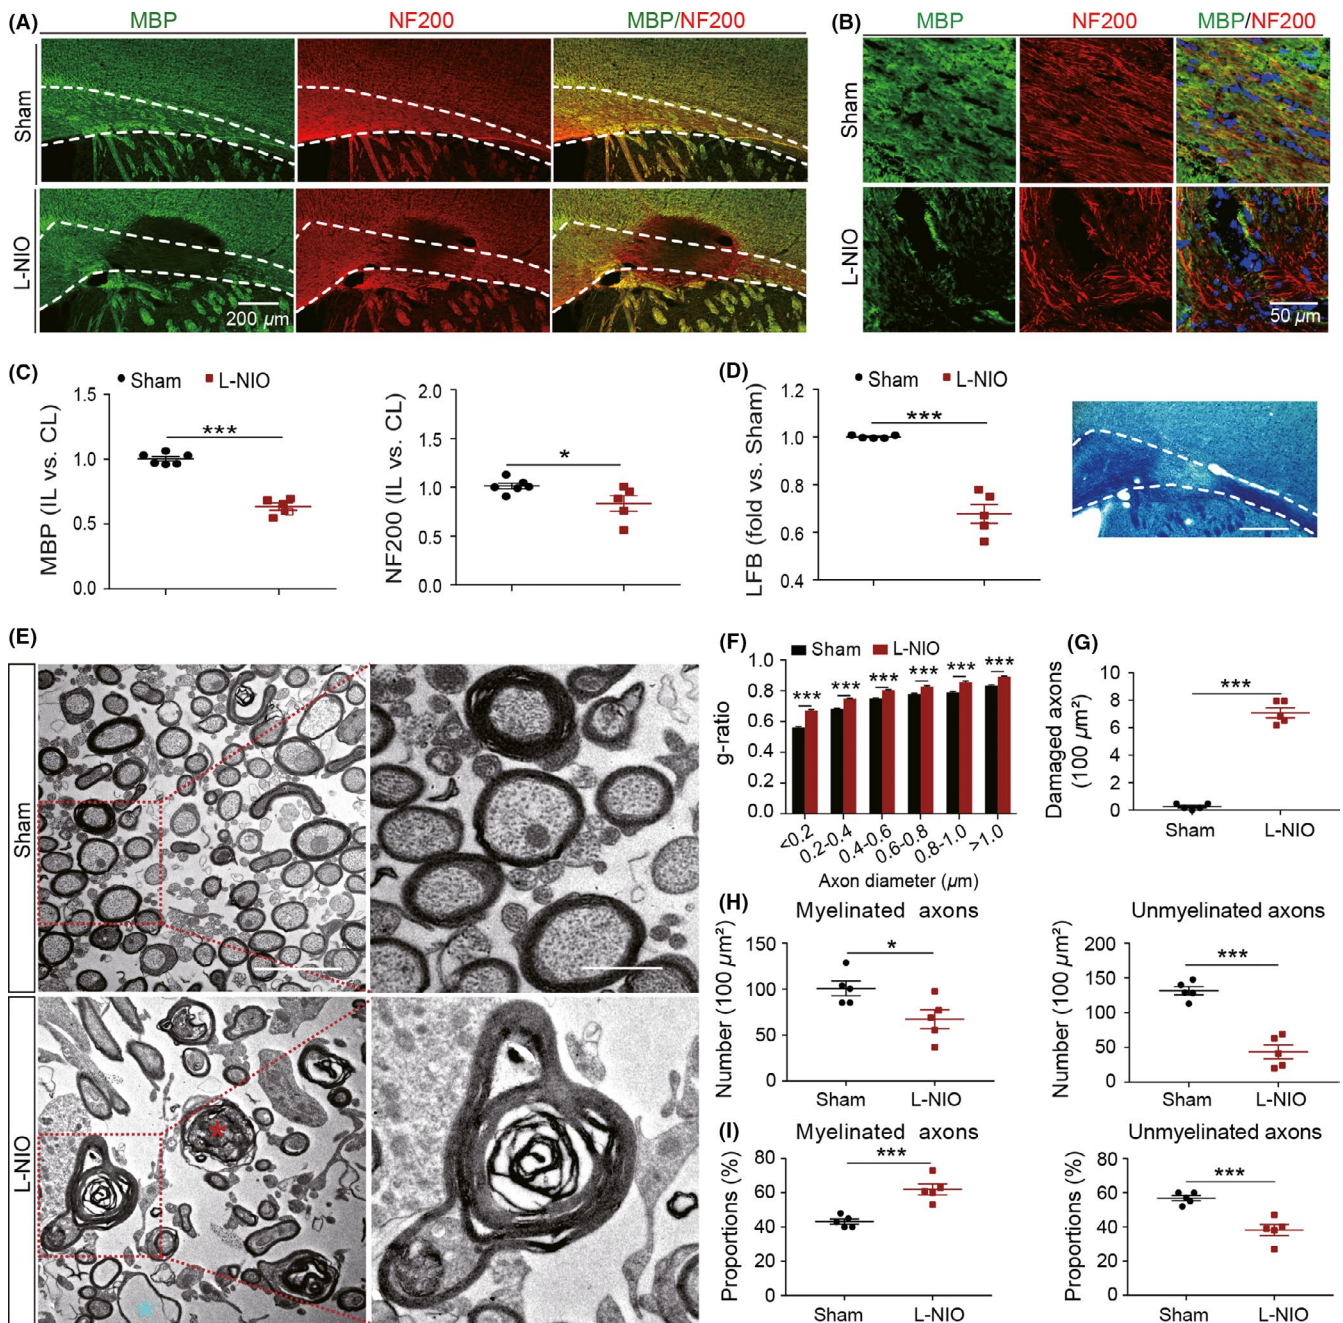 (A) MBP NF200 MBP/NF200
Sham
L-NIO
200 µm
(B) MBP NF200 MBP/NF200
Sham
L-NIO
50 µm
(C) Sham L-NIO
MBP (IL vs. CL)
1.5
1.0
0.5
0.0
***
NF200 (IL vs. CL)
2.0
1.5
1.0
0.5
0.0
*
(D) Sham L-NIO
LFB (fold vs. Sham)
1.2
1.0
0.8
0.6
0.4
***
(E)
Sham
L-NIO
*
*
(F) Sham L-NIO
g-ratio
1.0
0.8
0.6
0.4
0.2
0.0
*** *** *** *** *** ***
<0.2 0.2-0.4 0.4-0.6 0.6-0.8 0.8-1.0 >1.0
Axon diameter (µm)
(G)
Damaged axons
(100 µm²)
8
6
4
2
0
***
Sham L-NIO
(H) Myelinated axons
Number (100 µm²)
150
100
50
0
*
Sham L-NIO
Unmyelinated axons
Number (100 µm²)
200
150
100
50
0
***
Sham L-NIO
(I) Myelinated axons
Proportions (%)
80
60
40
20
0
***
Sham L-NIO
Unmyelinated axons
Proportions (%)
80
60
40
20
0
***
Sham L-NIO